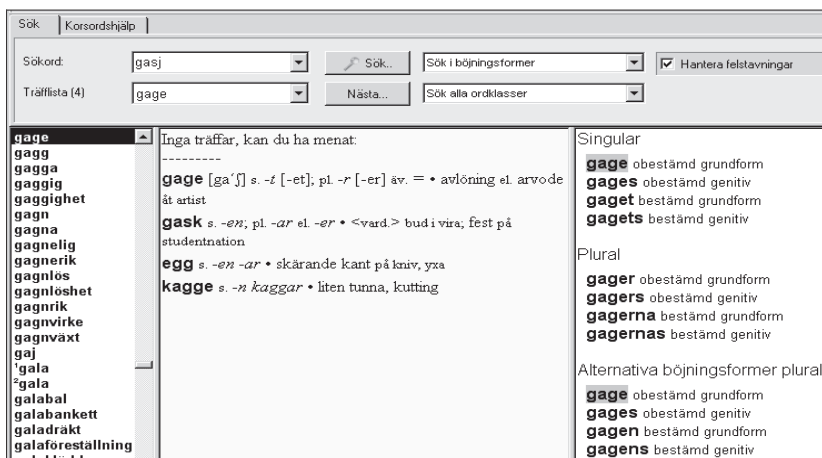 Sök Korsordshjälp
Sökord: gasj Sök.. Sök i böjningsformer Hantera felstavningar
Träfflista (4) gage Nästa... Sök alla ordklasser
gage
gagg
gagga
gaggig
gaggighet
gagn
gagna
gagnelig
gagnerik
gagnlös
gagnlöshet
gagnrik
gagnvirke
gagnväxt
gaj
¹gala
²gala
galabal
galabankett
galadräkt
galaföreställning
Inga träffar, kan du ha menat:
---------
gage [ga´ʃ] s. -t [-et]; pl. -r [-er] äv. = • avlöning el. arvode
åt artist
gask s. -en; pl. -ar el. -er • <vard.> bud i vira; fest på
studentnation
egg s. -en -ar • skärande kant på kniv, yxa
kagge s. -n kaggar • liten tunna, kutting
Singular
gage obestämd grundform
gages obestämd genitiv
gaget bestämd grundform
gagets bestämd genitiv
Plural
gager obestämd grundform
gagers obestämd genitiv
gagerna bestämd grundform
gagernas bestämd genitiv
Alternativa böjningsformer plural
gage obestämd grundform
gages obestämd genitiv
gagen bestämd grundform
gagens bestämd genitiv